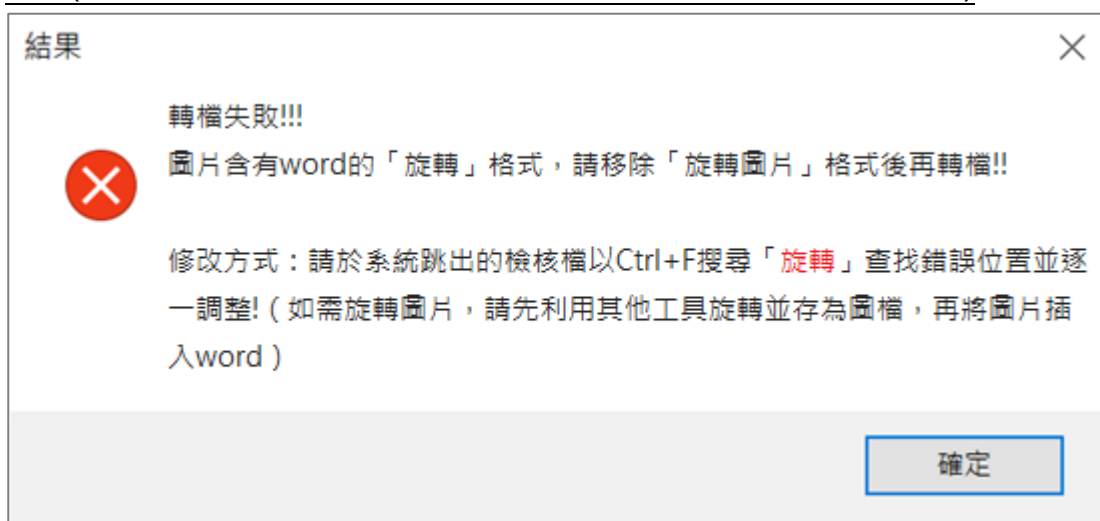 結果
轉檔失敗!!!
圖片含有word的「旋轉」格式，請移除「旋轉圖片」格式後再轉檔!!
修改方式：請於系統跳出的檢核檔以Ctrl+F搜尋「旋轉」查找錯誤位置並逐
一調整!（如需旋轉圖片，請先利用其他工具旋轉並存為圖檔，再將圖片插
入word）
確定